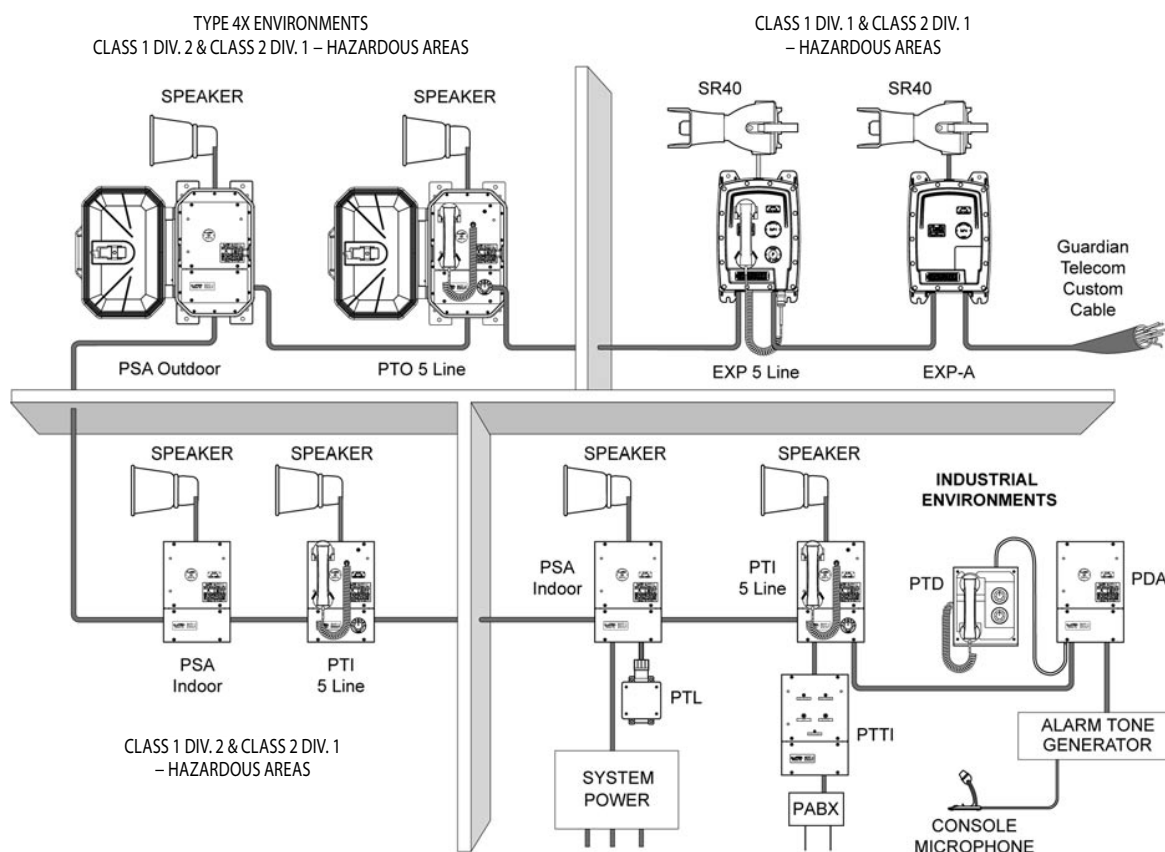 TYPE 4X ENVIRONMENTS
CLASS 1 DIV. 2 & CLASS 2 DIV. 1 – HAZARDOUS AREAS
CLASS 1 DIV. 1 & CLASS 2 DIV. 1
– HAZARDOUS AREAS
SPEAKER
SPEAKER
SR40
SR40
Guardian
Telecom
Custom
Cable
PSA Outdoor
PTO 5 Line
EXP 5 Line
EXP-A
SPEAKER
SPEAKER
SPEAKER
SPEAKER
INDUSTRIAL
ENVIRONMENTS
PSA
Indoor
PTI
5 Line
PTD
PDA
PSA
Indoor
PTI
5 Line
PTL
PTTI
CLASS 1 DIV. 2 & CLASS 2 DIV. 1
– HAZARDOUS AREAS
SYSTEM
POWER
PABX
ALARM TONE
GENERATOR
CONSOLE
MICROPHONE